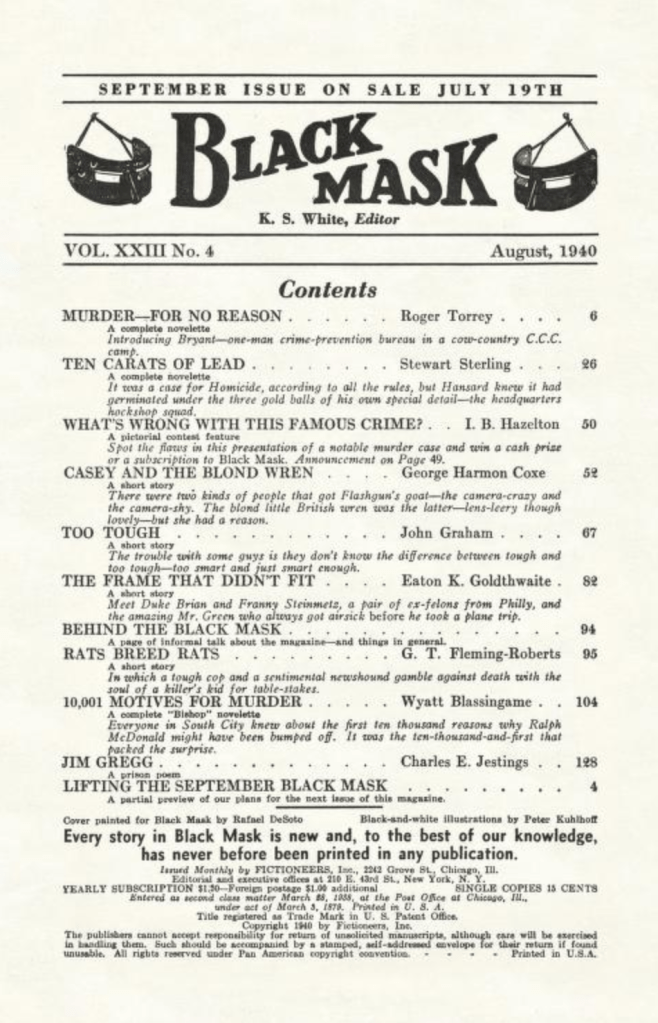 SEPTEMBER ISSUE ON SALE JULY 19TH
BLACK MASK
K. S. White, Editor
VOL. XXIII No. 4 August, 1940
Contents
MURDER—FOR NO REASON . . . . . . Roger Torrey . . . . 6
A complete novelette
Introducing Bryant—one-man crime-prevention bureau in a cow-country C.C.C.
camp.
TEN CARATS OF LEAD . . . . . . . . Stewart Sterling . . . 26
A complete novelette
It was a case for Homicide, according to all the rules, but Hansard knew it had
germinated under the three gold balls of his own special detail—the headquarters
hockshop squad.
WHAT'S WRONG WITH THIS FAMOUS CRIME? . . I. B. Hazelton 50
A pictorial contest feature
Spot the flaws in this presentation of a notable murder case and win a cash prize
or a subscription to Black Mask. Announcement on Page 49.
CASEY AND THE BLOND WREN . . . . George Harmon Coxe 52
A short story
There were two kinds of people that got Flashgun's goat—the camera-crazy and
the camera-shy. The blond little British wren was the latter—lens-leery though
lovely—but she had a reason.
TOO TOUGH . . . . . . . . . . . . John Graham . . . . 67
A short story
The trouble with some guys is they don't know the difference between tough and
too tough—too smart and just smart enough.
THE FRAME THAT DIDN'T FIT . . . . Eaton K. Goldthwaite . 82
A short story
Meet Duke Brian and Franny Steinmetz, a pair of ex-felons from Philly, and
the amazing Mr. Green who always got airsick before he took a plane trip.
BEHIND THE BLACK MASK . . . . . . . . . . . . . . . . 94
A page of informal talk about the magazine—and things in general.
RATS BREED RATS . . . . . . . . . G. T. Fleming-Roberts 95
A short story
In which a tough cop and a sentimental newshound gamble against death with the
soul of a killer's kid for table-stakes.
10,001 MOTIVES FOR MURDER . . . . . Wyatt Blassingame . . 104
A complete "Bishop" novelette
Everyone in South City knew about the first ten thousand reasons why Ralph
McDonald might have been bumped off. It was the ten-thousand-and-first that
packed the surprise.
JIM GREGG . . . . . . . . . . . . . Charles E. Jestings . . 128
A prison poem
LIFTING THE SEPTEMBER BLACK MASK . . . . . . . . . . 4
A partial preview of our plans for the next issue of this magazine.
Cover painted for Black Mask by Rafael DeSoto Black-and-white illustrations by Peter Kuhlhoff
Every story in Black Mask is new and, to the best of our knowledge,
has never before been printed in any publication.
Issued Monthly by FICTIONEERS, Inc., 2242 Grove St., Chicago, Ill.
Editorial and executive offices at 210 E. 43rd St., New York, N. Y.
YEARLY SUBSCRIPTION $1.50—Foreign postage $1.00 additional SINGLE COPIES 15 CENTS
Entered as second class matter March 28, 1938, at the Post Office at Chicago, Ill.,
under act of March 3, 1879. Printed in U. S. A.
Title registered as Trade Mark in U. S. Patent Office.
Copyright 1940 by Fictioneers, Inc.
The publishers cannot accept responsibility for return of unsolicited manuscripts, although care will be exercised
in handling them. Such should be accompanied by a stamped, self-addressed envelope for their return if found
unusable. All rights reserved under Pan American copyright convention. - - - - Printed in U.S.A.